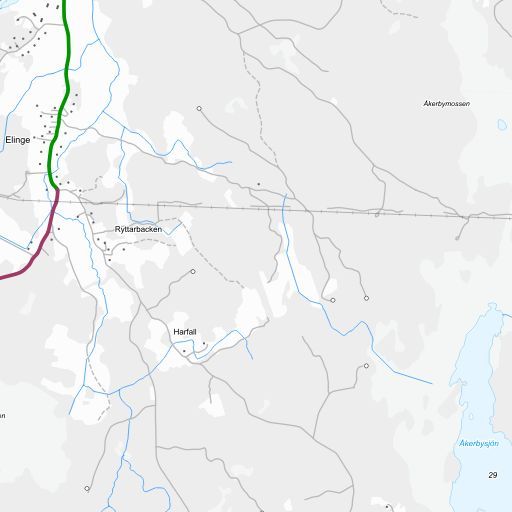 Åkerbymossen
Elinge
Ryttarbacken
Harfall
Åkerbysjön
29